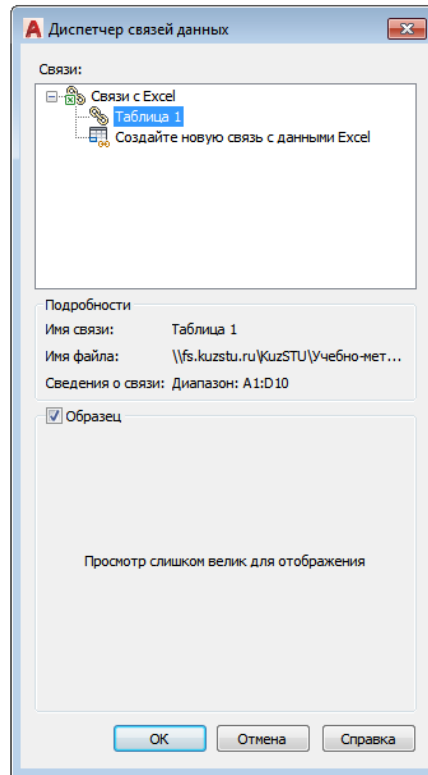 Диспетчер связей данных
Связи:
Связи с Excel
Таблица 1
Создайте новую связь с данными Excel
Подробности
Имя связи: Таблица 1
Имя файла: \\fs.kuzstu.ru\KuzSTU\Учебно-мет...
Сведения о связи: Диапазон: A1:D10
Образец
Просмотр слишком велик для отображения
ОК Отмена Справка